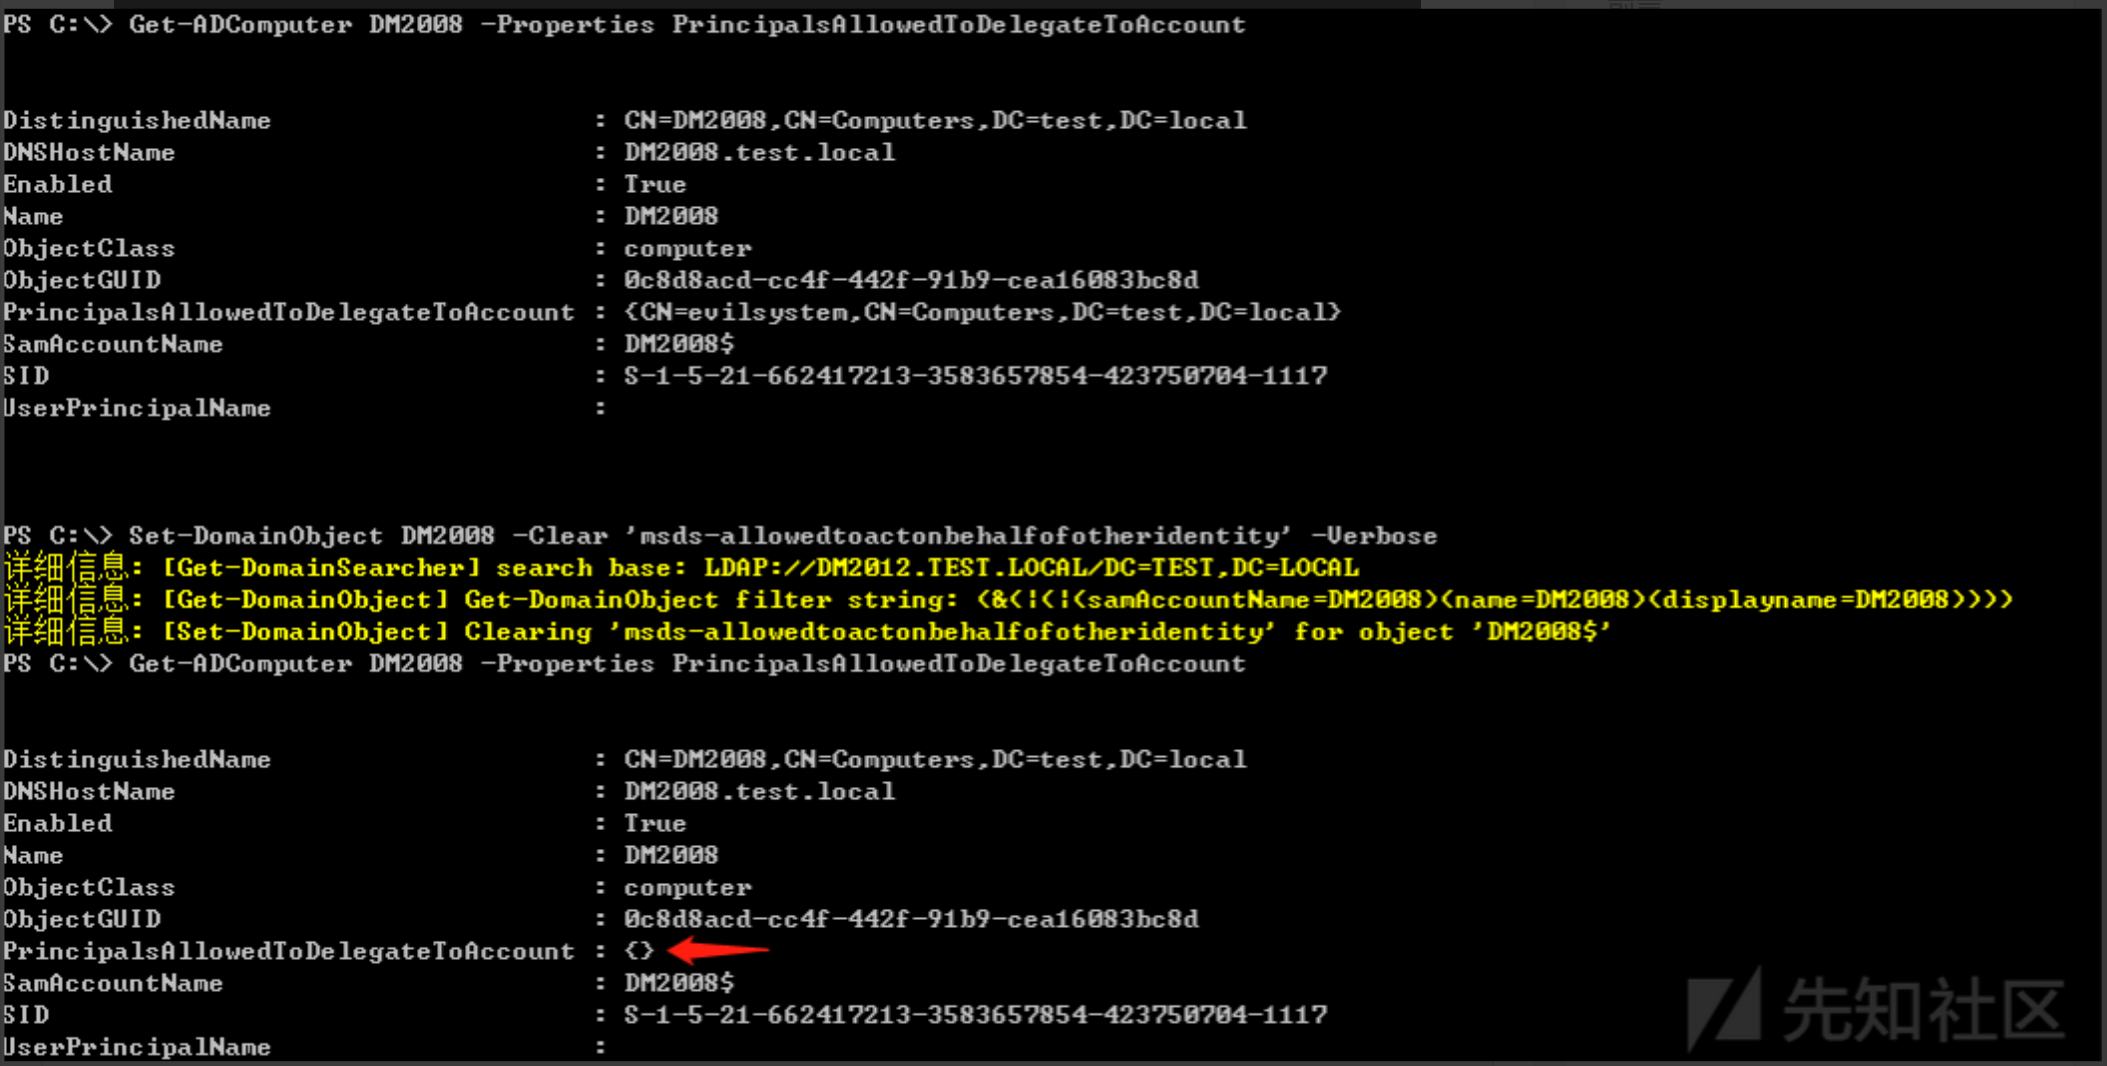 PS C:\> Get-ADComputer DM2008 -Properties PrincipalsAllowedToDelegateToAccount
DistinguishedName : CN=DM2008,CN=Computers,DC=test,DC=local
DNSHostName : DM2008.test.local
Enabled : True
Name : DM2008
ObjectClass : computer
ObjectGUID : 0c8d8acd-cc4f-442f-91b9-cea16083bc8d
PrincipalsAllowedToDelegateToAccount : {CN=evilsystem,CN=Computers,DC=test,DC=local}
SamAccountName : DM2008$
SID : S-1-5-21-662417213-3583657854-423750704-1117
UserPrincipalName :
PS C:\> Set-DomainObject DM2008 -Clear 'msds-allowedtoactonbehalfofotheridentity' -Verbose
详细信息: [Get-DomainSearcher] search base: LDAP://DM2012.TEST.LOCAL/DC=TEST,DC=LOCAL
详细信息: [Get-DomainObject] Get-DomainObject filter string: (&(|(|(samAccountName=DM2008)(name=DM2008)(displayname=DM2008))))
详细信息: [Set-DomainObject] Clearing 'msds-allowedtoactonbehalfofotheridentity' for object 'DM2008$'
PS C:\> Get-ADComputer DM2008 -Properties PrincipalsAllowedToDelegateToAccount
DistinguishedName : CN=DM2008,CN=Computers,DC=test,DC=local
DNSHostName : DM2008.test.local
Enabled : True
Name : DM2008
ObjectClass : computer
ObjectGUID : 0c8d8acd-cc4f-442f-91b9-cea16083bc8d
PrincipalsAllowedToDelegateToAccount : {}
SamAccountName : DM2008$
SID : S-1-5-21-662417213-3583657854-423750704-1117
UserPrincipalName :
先知社区